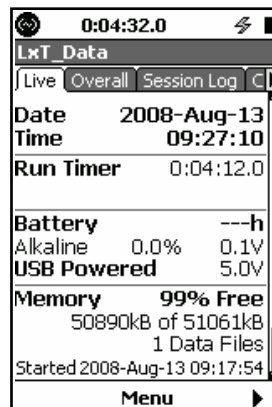 0:04:32.0
LxT_Data
Live Overall Session Log C
Date 2008-Aug-13
Time 09:27:10
Run Timer 0:04:12.0
Battery ---h
Alkaline 0.0% 0.1V
USB Powered 5.0V
Memory 99% Free
50890kB of 51061kB
1 Data Files
Started 2008-Aug-13 09:17:54
Menu